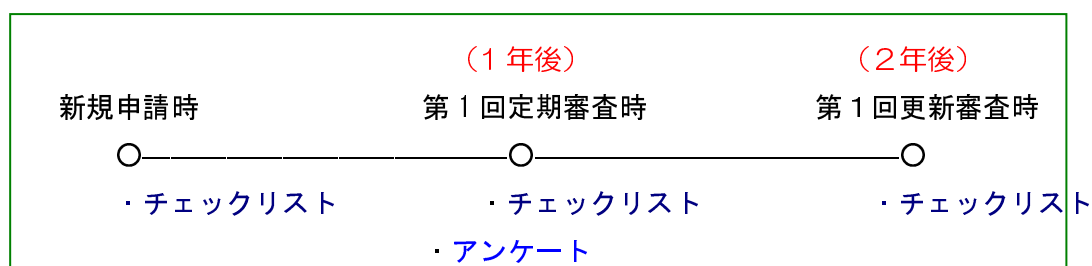 （1 年後） （２年後）
新規申請時 第１回定期審査時 第１回更新審査時
・チェックリスト ・チェックリスト ・チェックリスト
・アンケート